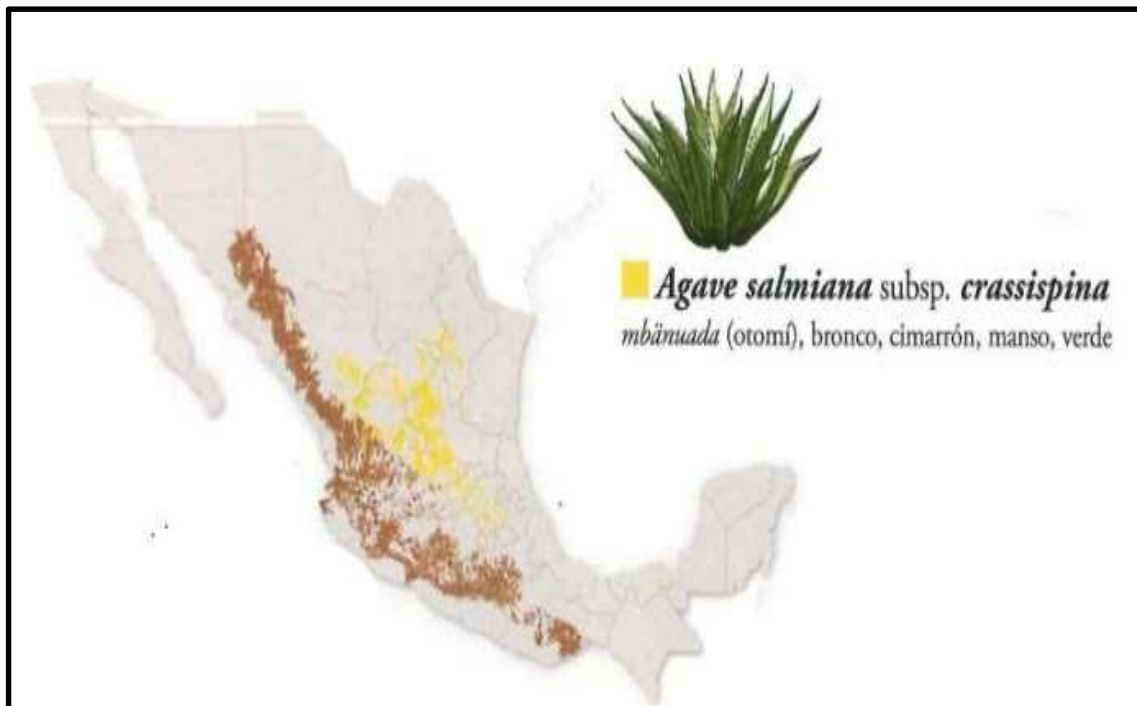 Agave salmiana subsp. crassispina
mbänuada (otomí), bronco, cimarrón, manso, verde